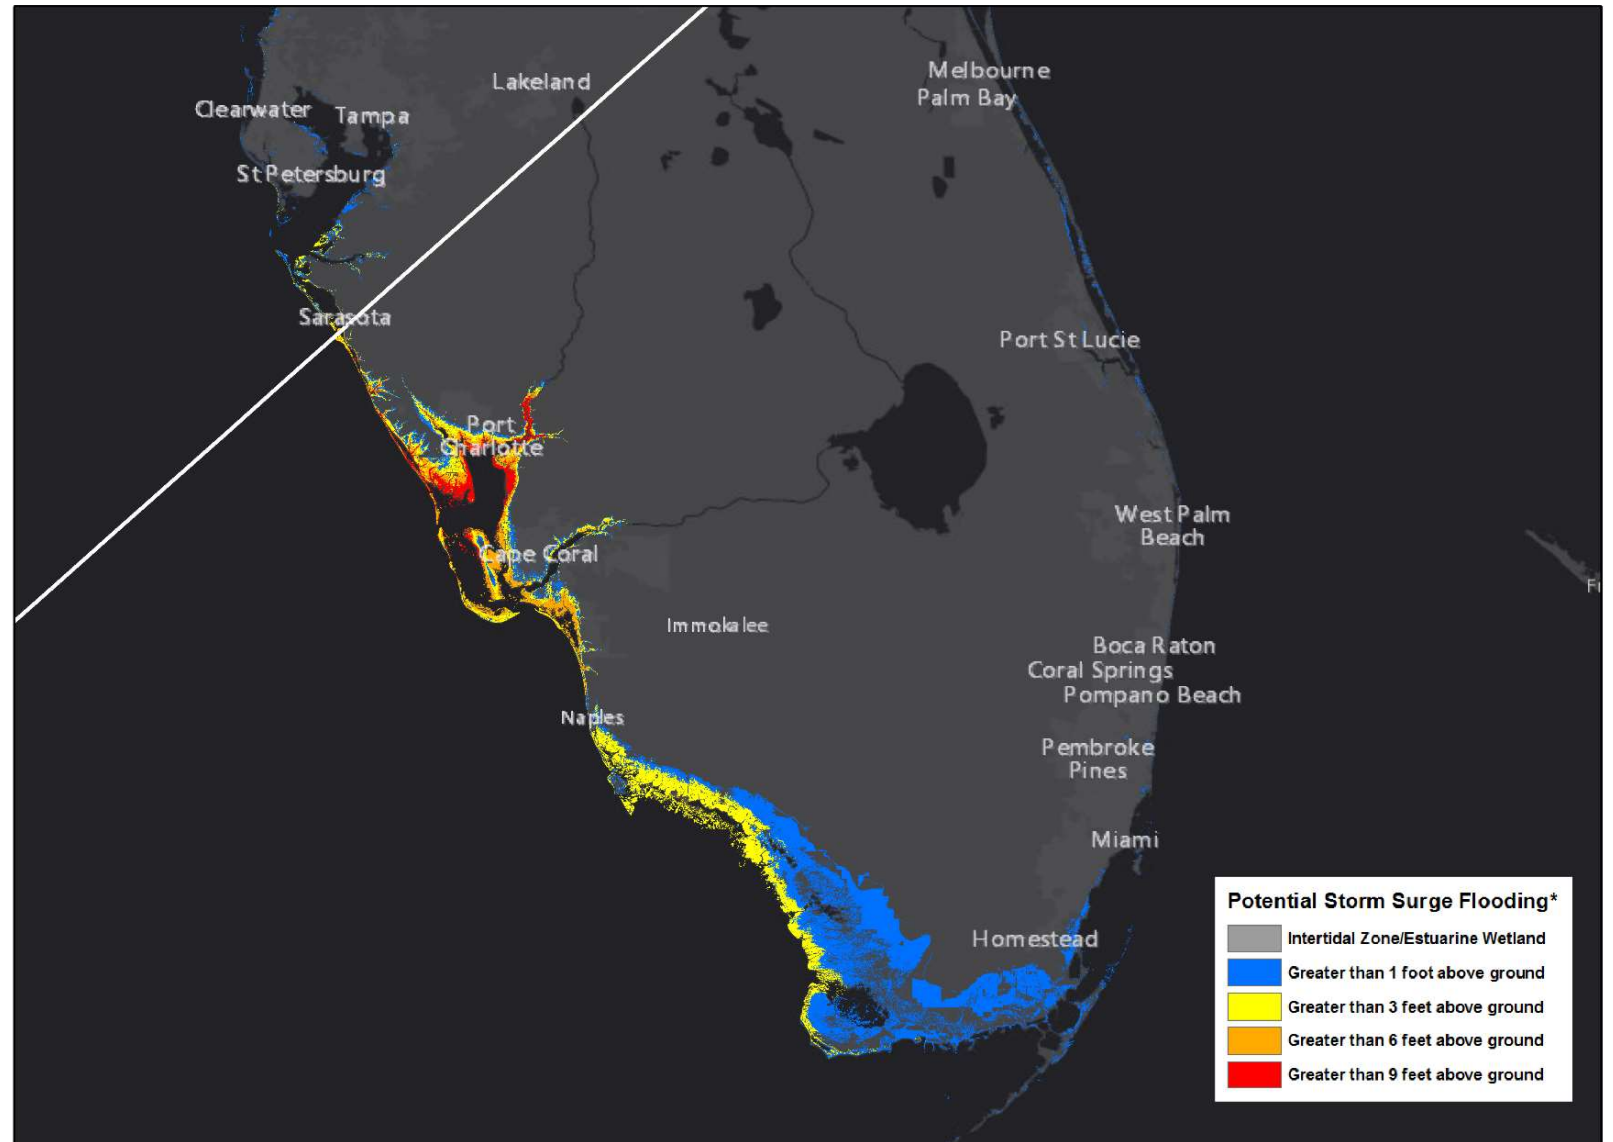 Lakeland
Melbourne
Palm Bay
Clearwater
Tampa
St Petersburg
Sarasota
Port St Lucie
Port
Charlotte
West Palm
Beach
Cape Coral
Immokalee
Boca Raton
Coral Springs
Pompano Beach
Naples
Pembroke
Pines
Miami
Homestead
Potential Storm Surge Flooding*
Intertidal Zone/Estuarine Wetland
Greater than 1 foot above ground
Greater than 3 feet above ground
Greater than 6 feet above ground
Greater than 9 feet above ground